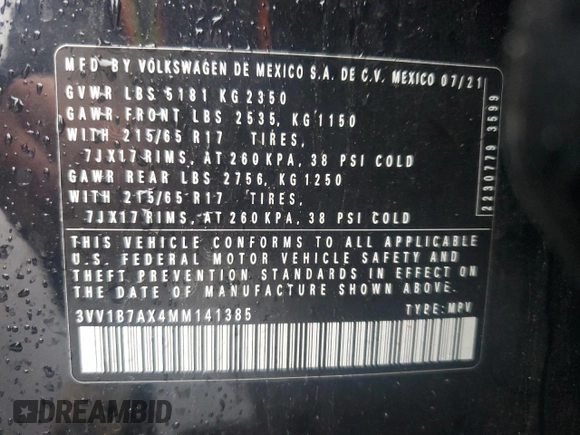 MFD BY VOLKSWAGEN DE MEXICO S.A. DE C.V. MEXICO 07/21
GVWR LBS 5181 KG 2350
GAWR FRONT LBS 2535, KG 1150
WITH 215/65 R17 TIRES,
7JX17 RIMS, AT 260 KPA, 38 PSI COLD
GAWR REAR LBS 2756, KG 1250
WITH 215/65 R17 TIRES,
7JX17 RIMS, AT 260 KPA, 38 PSI COLD
THIS VEHICLE CONFORMS TO ALL APPLICABLE
U.S. FEDERAL MOTOR VEHICLE SAFETY AND
THEFT PREVENTION STANDARDS IN EFFECT ON
THE DATE OF MANUFACTURE SHOWN ABOVE
3VV1B7AX4MM141385 TYPE: MPV
2230779 3599
DREAMBID